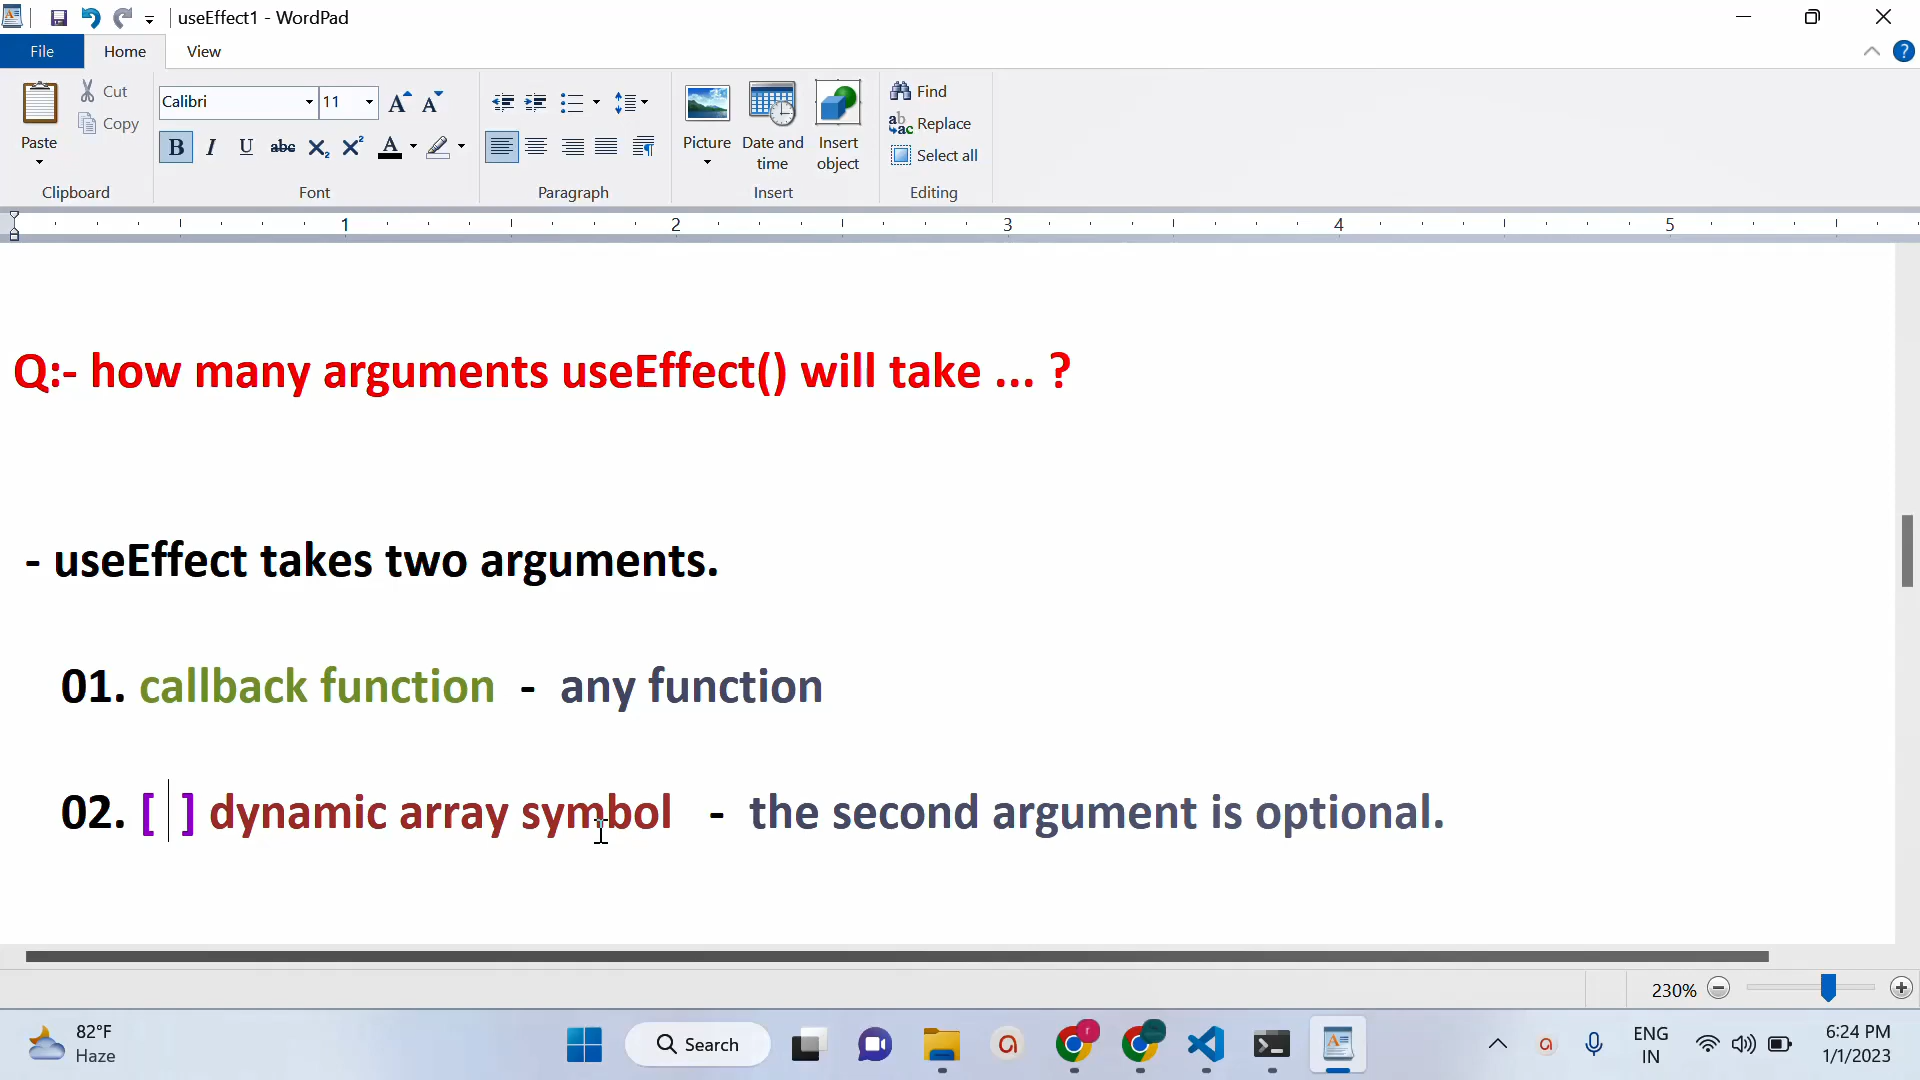 useEffect1 - WordPad
File Home View
Paste
Cut
Copy
Clipboard
Calibri 11
B I U abc X₂ X² A
Font
Paragraph
Picture
Date and time
Insert object
Insert
Find
Replace
Select all
Editing
1 2 3 4 5
Q:- how many arguments useEffect() will take ... ?
- useEffect takes two arguments.
01. callback function - any function
02. [ ] dynamic array symbol - the second argument is optional.
230%
82°F
Haze
Search
ENG
IN
6:24 PM
1/1/2023